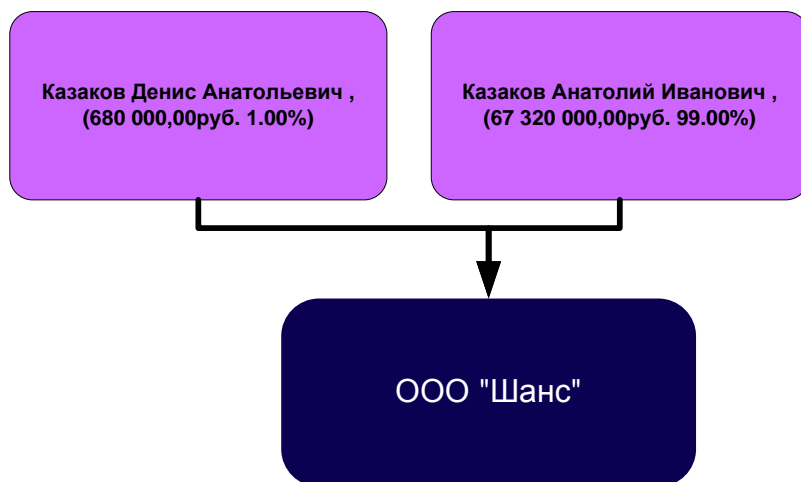 Казаков Денис Анатольевич ,
(680 000,00руб. 1.00%)
Казаков Анатолий Иванович ,
(67 320 000,00руб. 99.00%)
ООО "Шанс"